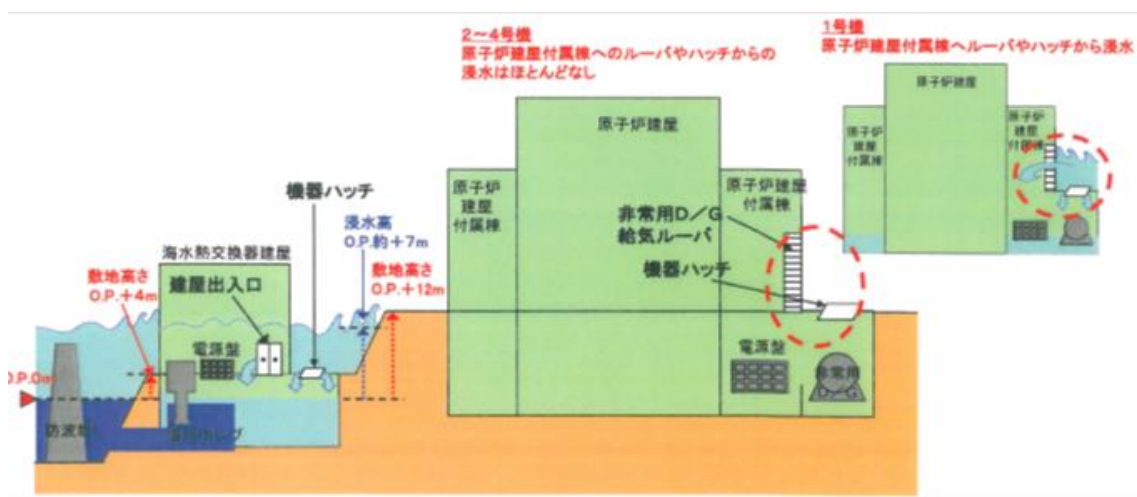 2～4号機
原子炉建屋付属棟へのルーバやハッチからの
浸水はほとんどなし
1号機
原子炉建屋付属棟へルーバやハッチから浸水
原子炉建屋
原子炉
建屋
付属棟
原子炉
建屋
付属棟
原子炉建屋
原子炉
建屋
付属棟
原子炉建屋
付属棟
機器ハッチ
浸水高
O.P.約+7m
敷地高さ
O.P.+12m
海水熱交換器建屋
敷地高さ
O.P.+4m
建屋出入口
電源盤
非常用D／G
給気ルーバ
機器ハッチ
電源盤
非常用
D／G
O.P.0m